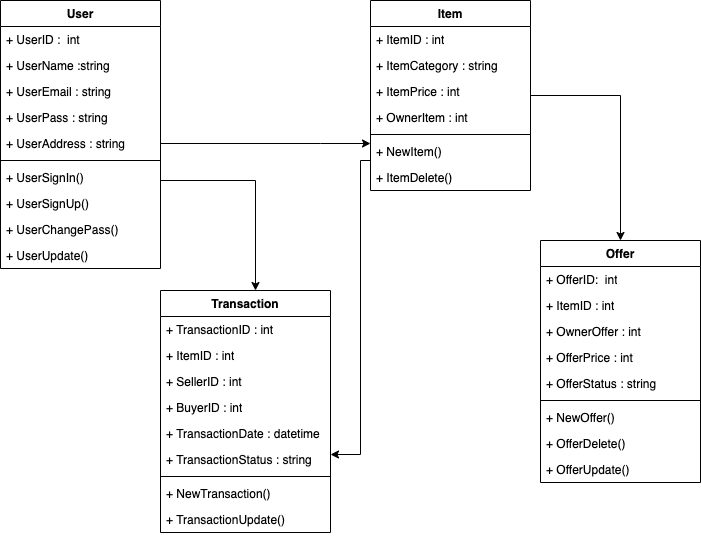 User
+ UserID :  int
+ UserName :string
+ UserEmail : string
+ UserPass : string
+ UserAddress : string
+ UserSignIn()
+ UserSignUp()
+ UserChangePass()
+ UserUpdate()
Item
+ ItemID : int
+ ItemCategory : string
+ ItemPrice : int
+ OwnerItem : int
+ NewItem()
+ ItemDelete()
Transaction
+ TransactionID : int
+ ItemID : int
+ SellerID : int
+ BuyerID : int
+ TransactionDate : datetime
+ TransactionStatus : string
+ NewTransaction()
+ TransactionUpdate()
Offer
+ OfferID:  int
+ ItemID : int
+ OwnerOffer : int
+ OfferPrice : int
+ OfferStatus : string
+ NewOffer()
+ OfferDelete()
+ OfferUpdate()